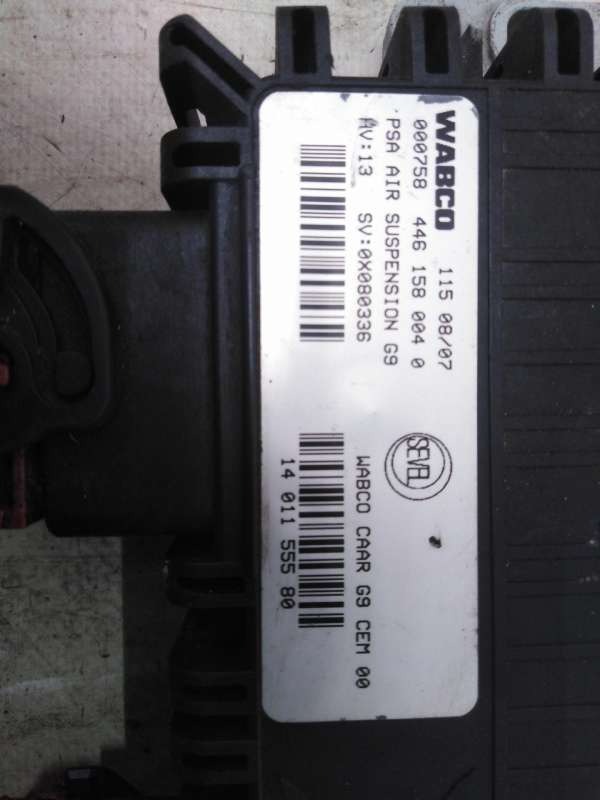 WABCO 115 08/07
000758 446 158 004 0
PSA AIR SUSPENSION G9
AV:13 SV:0X080336
SEVEL
WABCO CAAR G9 CEM 00
14 011 555 80